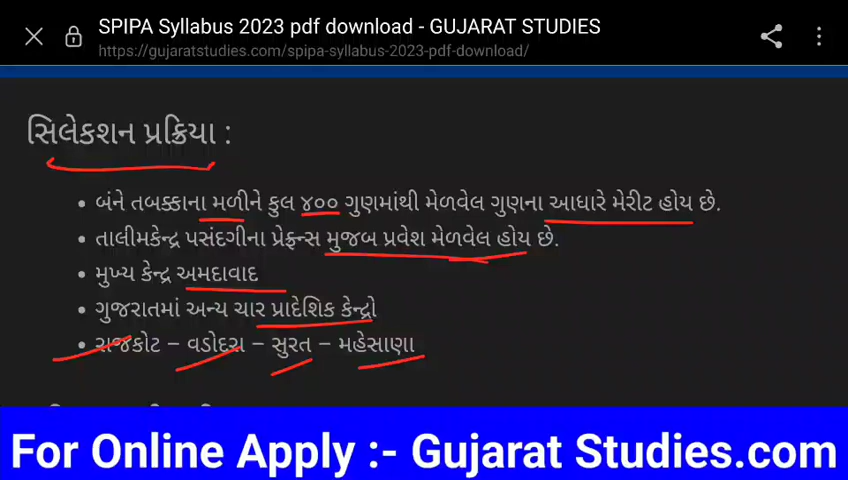 SPIPA Syllabus 2023 pdf download - GUJARAT STUDIES
https://gujaratstudies.com/spipa-syllabus-2023-pdf-download/
સિલેકશન પ્રક્રિયા :
• બંને તબક્કાના મળીને કુલ ૪૦૦ ગુણમાંથી મેળવેલ ગુણના આધારે મેરીટ હોય છે.
• તાલીમકેન્દ્ર પસંદગીના પ્રેફ્રન્સ મુજબ પ્રવેશ મેળવેલ હોય છે.
• મુખ્ય કેન્દ્ર અમદાવાદ
• ગુજરાતમાં અન્ય ચાર પ્રાદેશિક કેન્દ્રો
• રાજકોટ – વડોદરા – સુરત – મહેસાણા
For Online Apply :- Gujarat Studies.com